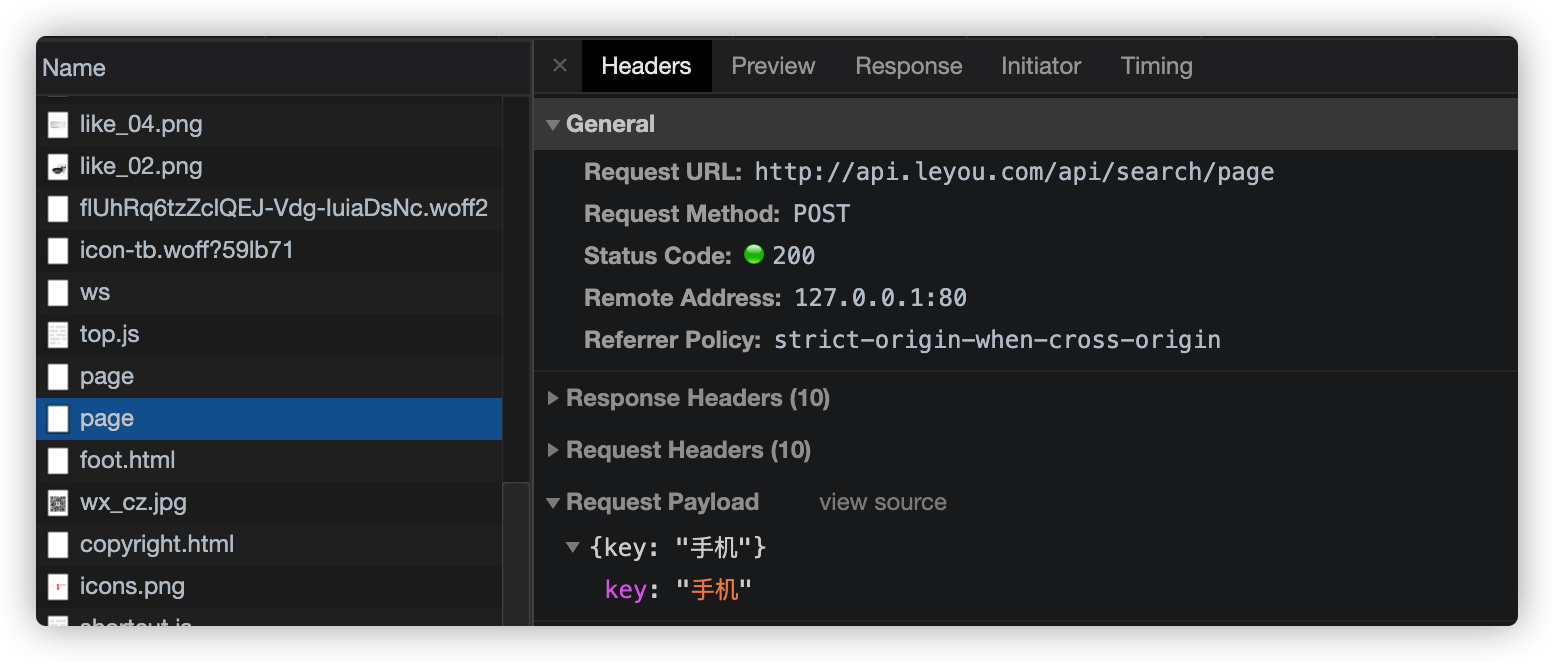 Name
like_04.png
like_02.png
flUhRq6tzZclQEJ-Vdg-IuiaDsNc.woff2
icon-tb.woff?59lb71
ws
top.js
page
page
foot.html
wx_cz.jpg
copyright.html
icons.png
shortcut.js
Headers Preview Response Initiator Timing
General
Request URL: http://api.leyou.com/api/search/page
Request Method: POST
Status Code: 200
Remote Address: 127.0.0.1:80
Referrer Policy: strict-origin-when-cross-origin
Response Headers (10)
Request Headers (10)
Request Payload view source
{key: "手机"}
key: "手机"